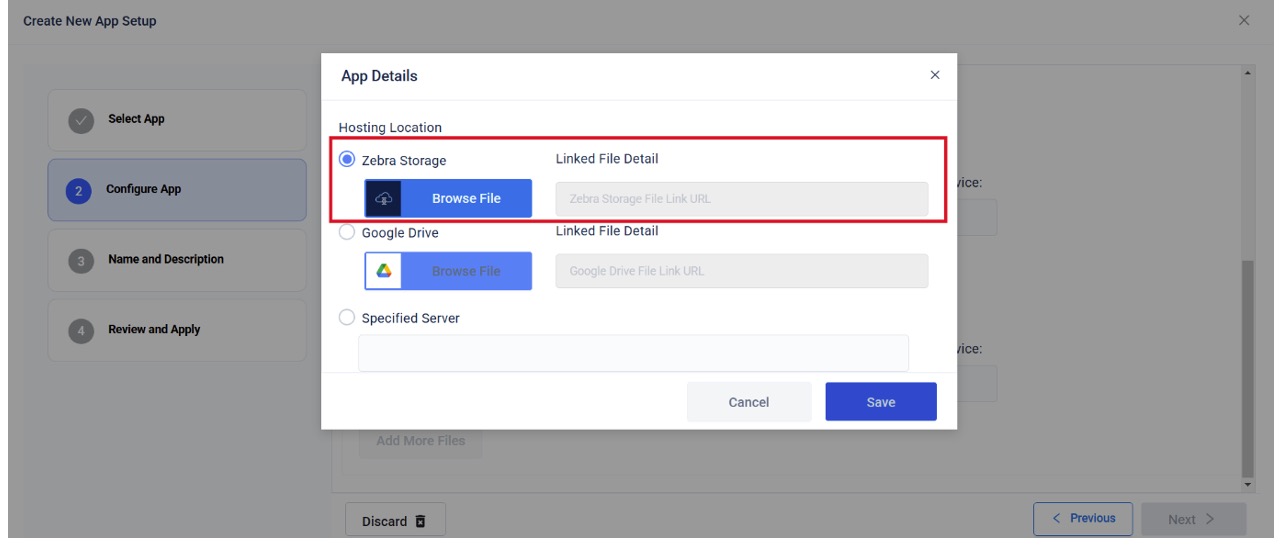 Create New App Setup
App Details
Hosting Location
Select App
Zebra Storage
Linked File Detail
Browse File
Zebra Storage File Link URL
2
Configure App
vice:
Google Drive
Linked File Detail
Browse File
Google Drive File Link URL
3
Name and Description
Specified Server
4
Review and Apply
vice:
Cancel
Save
Add More Files
Discard
Previous
Next